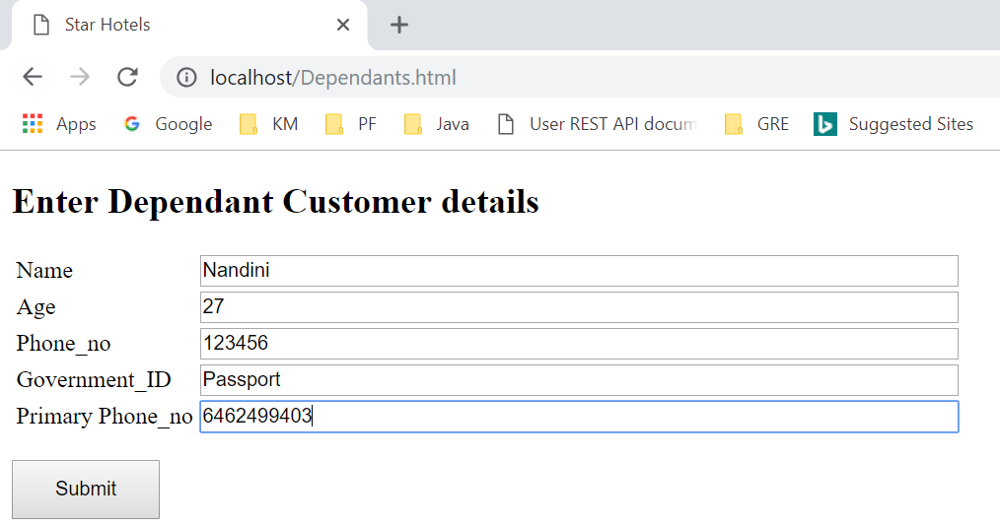 Star Hotels
localhost/Dependants.html
Apps Google KM PF Java User REST API docum GRE Suggested Sites
Enter Dependant Customer details
Name Nandini
Age 27
Phone_no 123456
Government_ID Passport
Primary Phone_no 6462499403
Submit